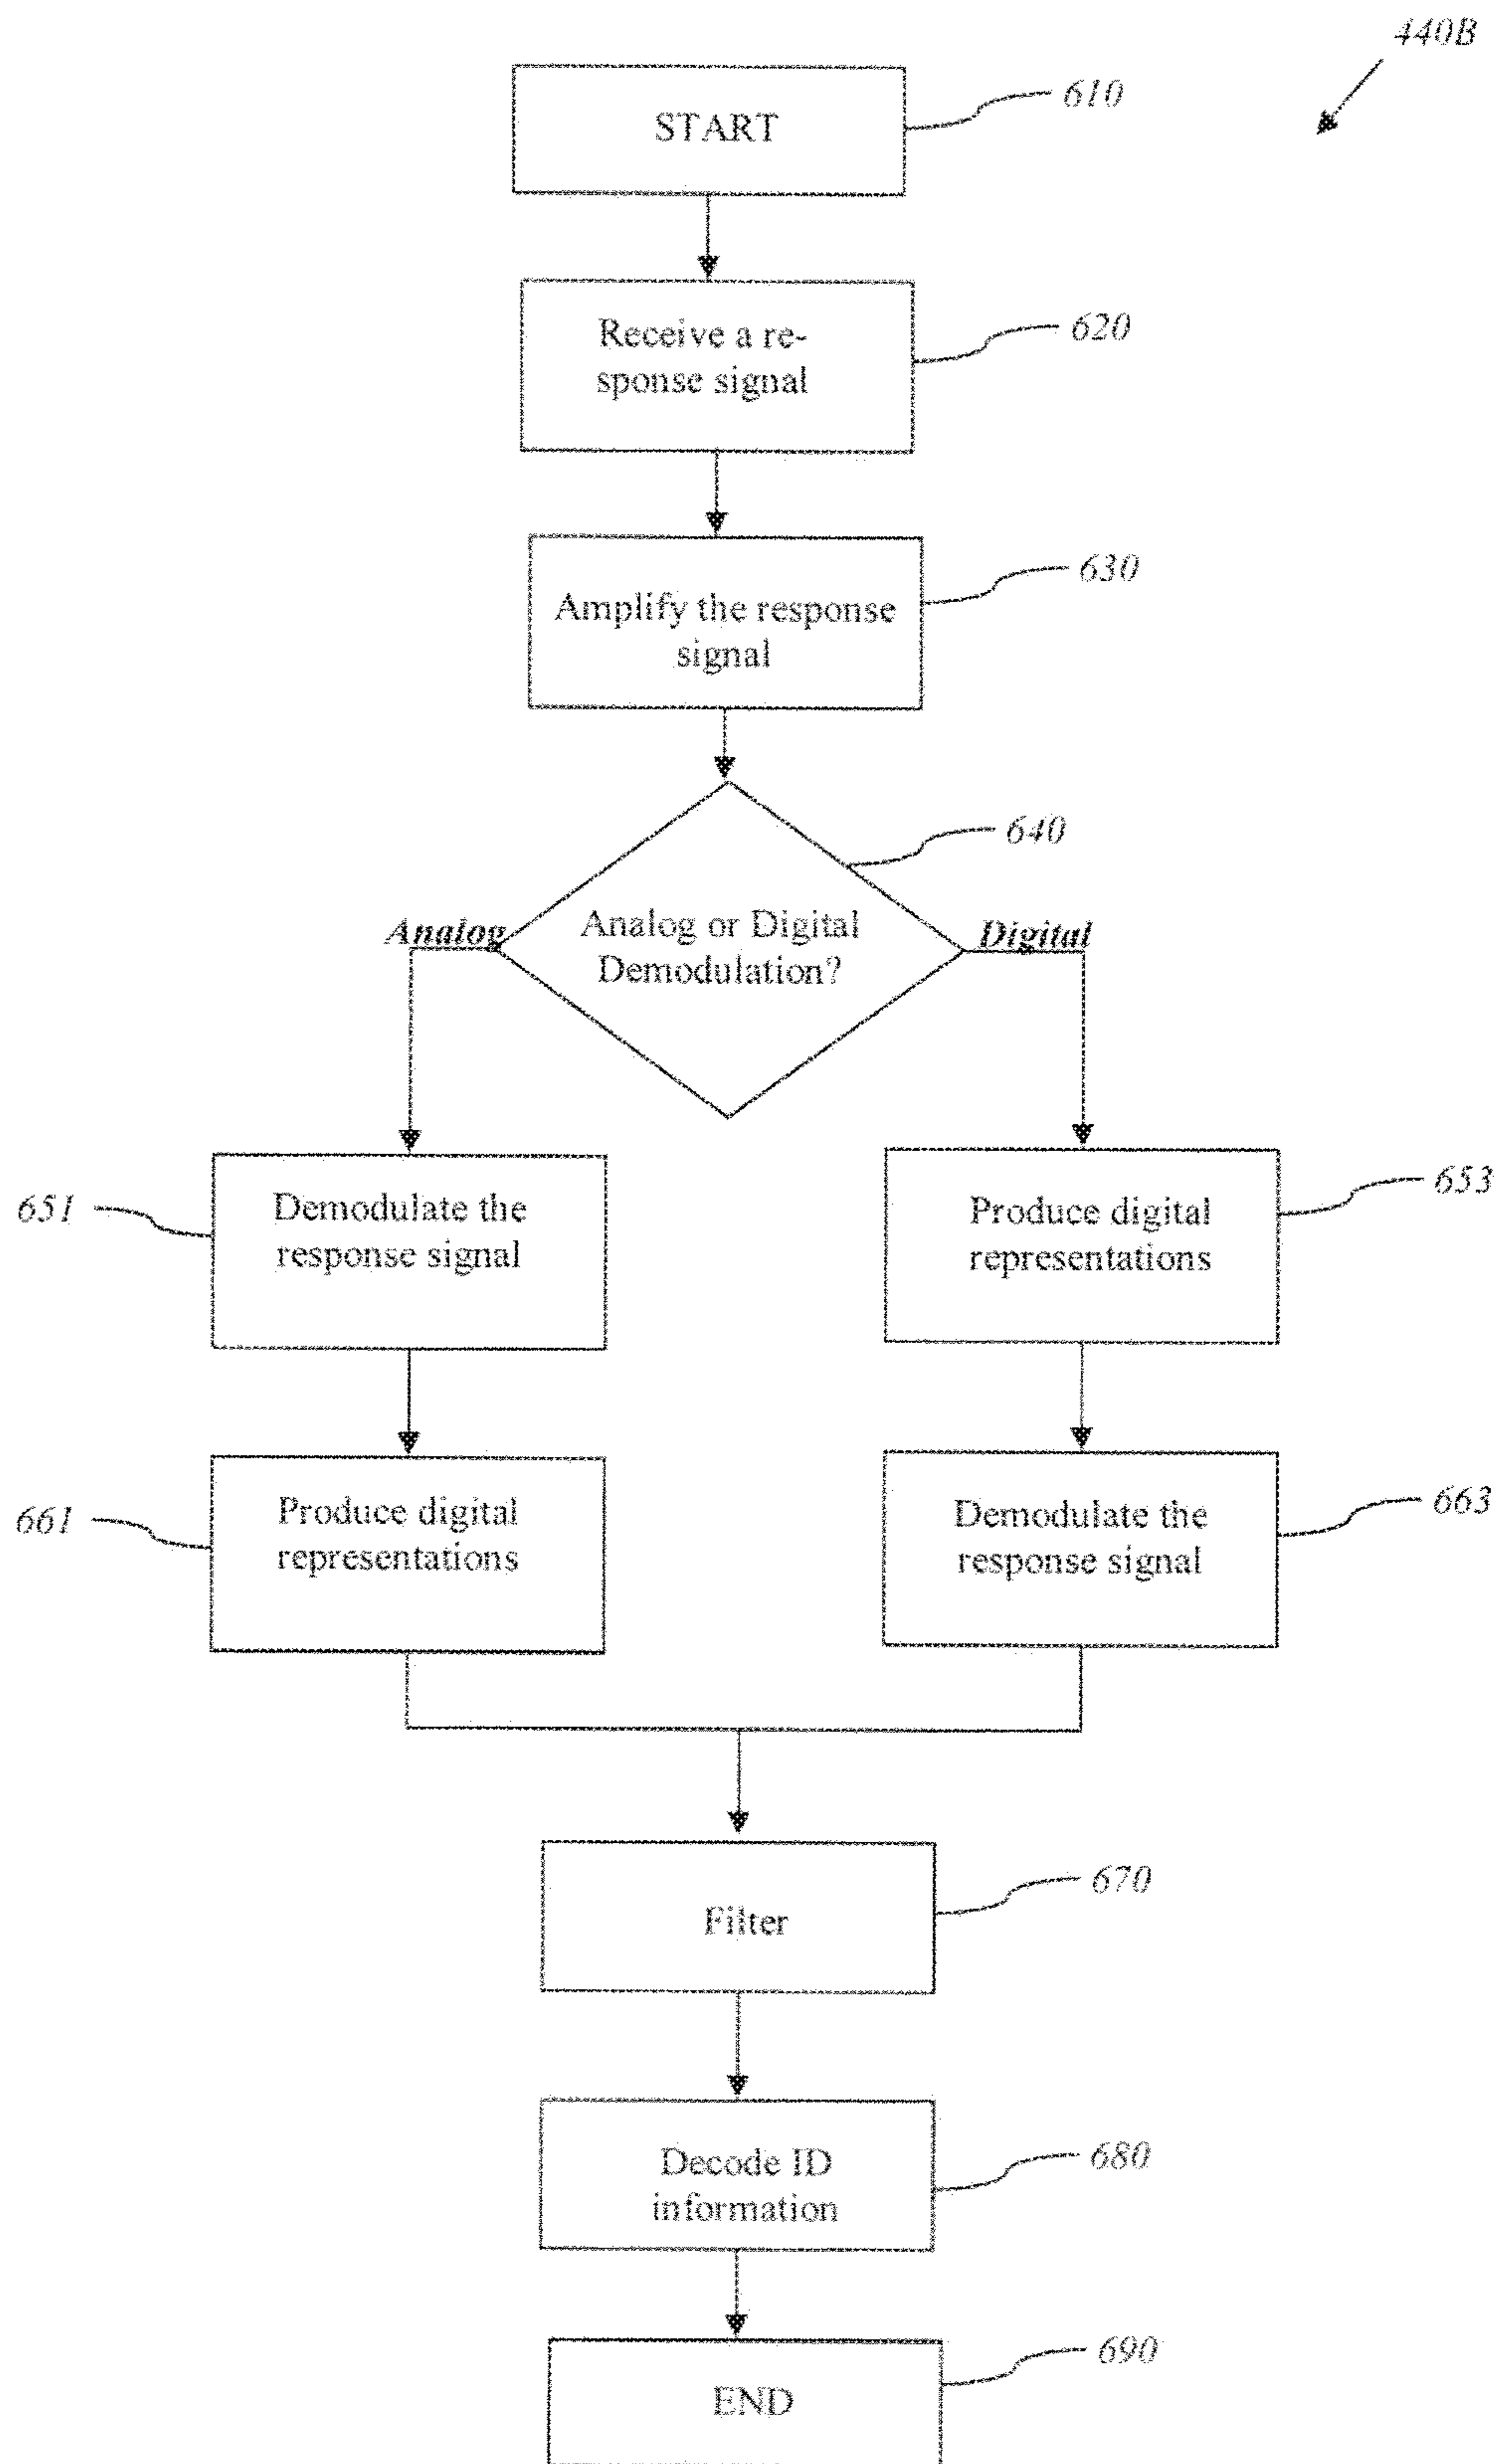 440B
START
610
Receive a re-
sponse signal
620
Amplify the response
signal
630
640
Analog or Digital
Demodulation?
Analog
Digital
651
Demodulate the
response signal
Produce digital
representations
653
661
Produce digital
representations
Demodulate the
response signal
663
Filter
670
Decode ID
information
680
END
690